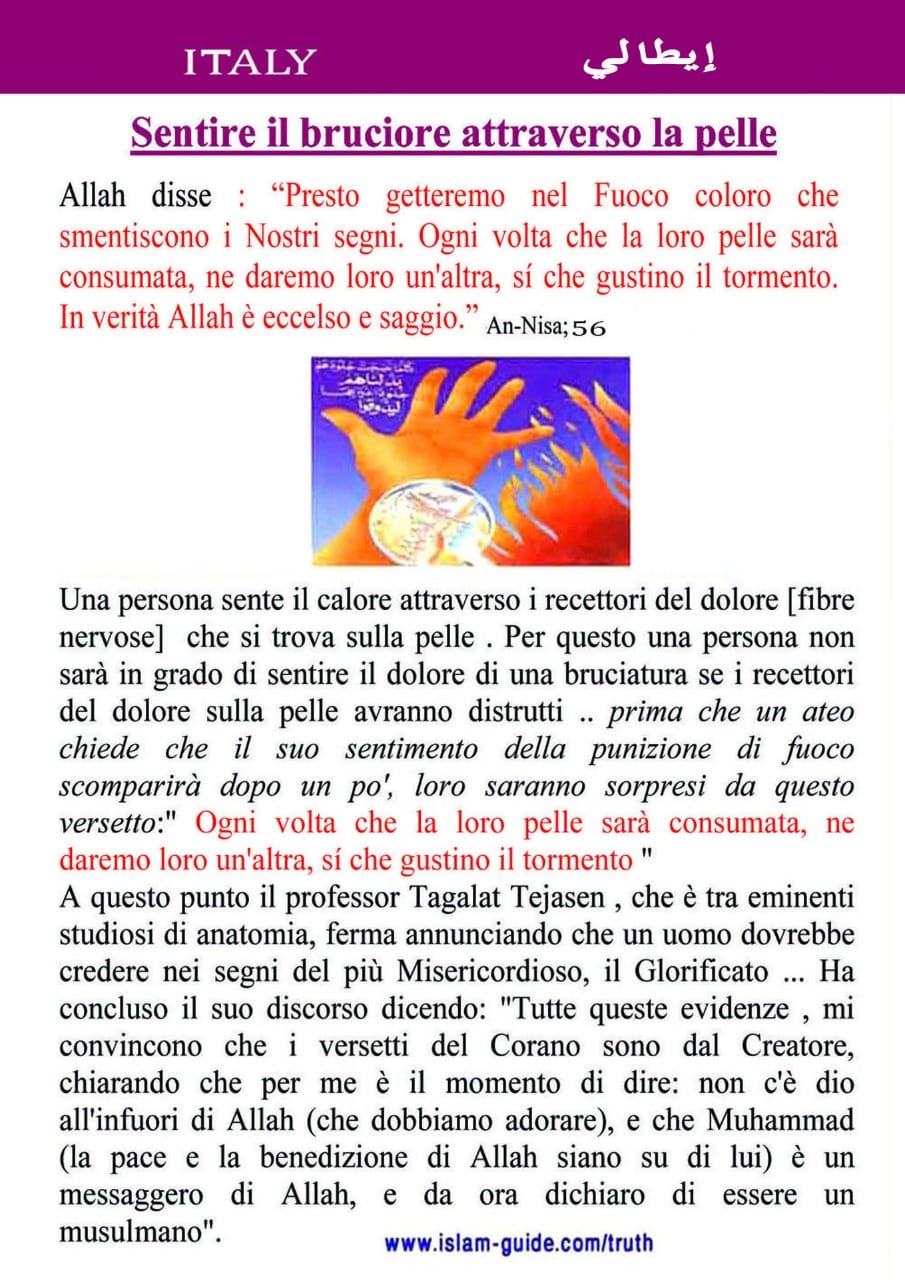 ITALY
إيطالي
Sentire il bruciore attraverso la pelle
Allah disse : “Presto getteremo nel Fuoco coloro che
smentiscono i Nostri segni. Ogni volta che la loro pelle sarà
consumata, ne daremo loro un'altra, sí che gustino il tormento.
In verità Allah è eccelso e saggio.” An-Nisa;56
بدلناهم
ليذوقوا
Una persona sente il calore attraverso i recettori del dolore [fibre
nervose] che si trova sulla pelle . Per questo una persona non
sarà in grado di sentire il dolore di una bruciatura se i recettori
del dolore sulla pelle avranno distrutti .. prima che un ateo
chiede che il suo sentimento della punizione di fuoco
scomparirà dopo un po', loro saranno sorpresi da questo
versetto:" Ogni volta che la loro pelle sarà consumata, ne
daremo loro un'altra, sí che gustino il tormento "
A questo punto il professor Tagalat Tejasen , che è tra eminenti
studiosi di anatomia, ferma annunciando che un uomo dovrebbe
credere nei segni del più Misericordioso, il Glorificato ... Ha
concluso il suo discorso dicendo: "Tutte queste evidenze , mi
convincono che i versetti del Corano sono dal Creatore,
chiarando che per me è il momento di dire: non c'è dio
all'infuori di Allah (che dobbiamo adorare), e che Muhammad
(la pace e la benedizione di Allah siano su di lui) è un
messaggero di Allah, e da ora dichiaro di essere un
musulmano".
www.islam-guide.com/truth